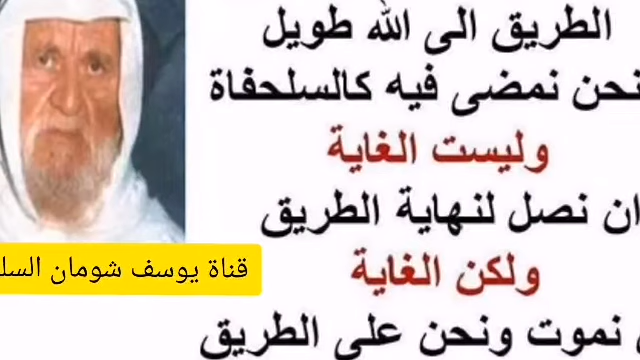 الطريق الى الله طويل
نحن نمضى فيه كالسلحفاة
وليست الغاية
ان نصل لنهاية الطريق
ولكن الغاية
نموت ونحن على الطريق
قناة يوسف شومان